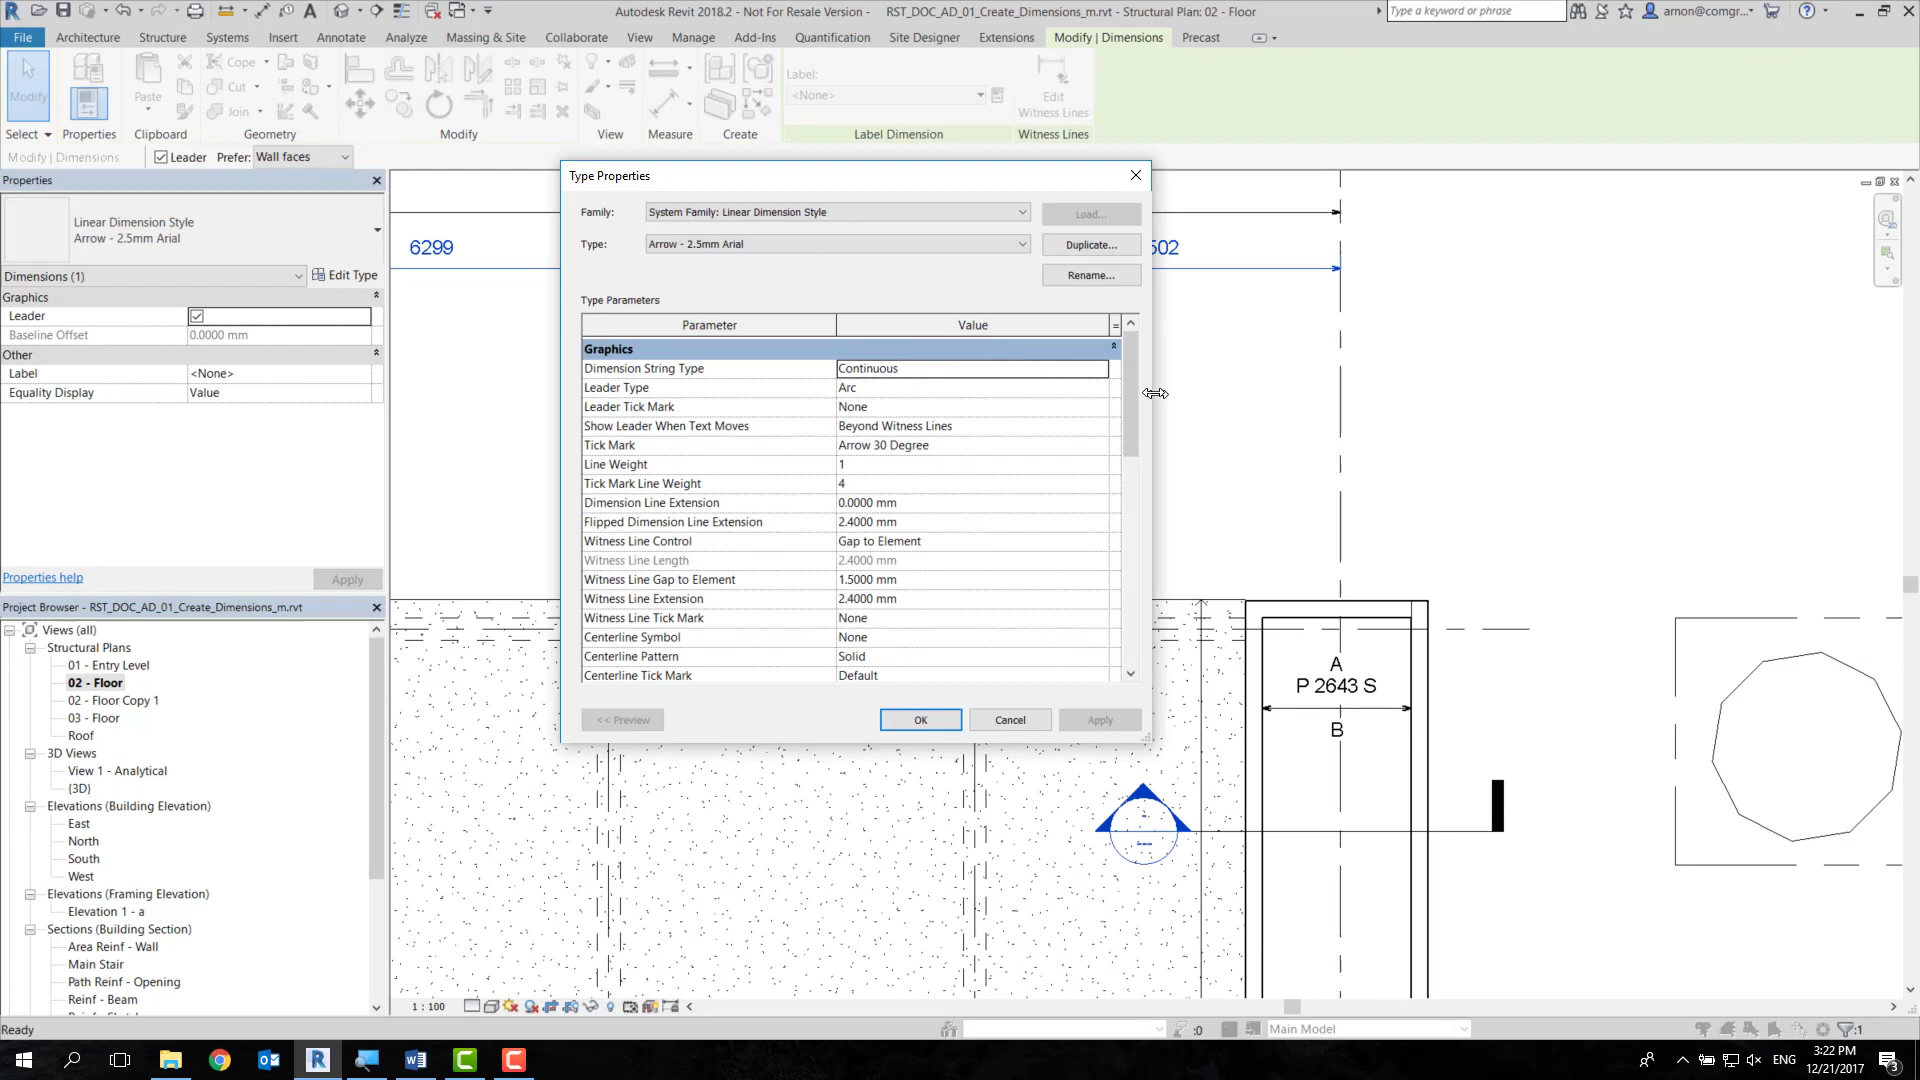 Autodesk Revit 2018.2 - Not For Resale Version - RST_DOC_AD_01_Create_Dimensions_m.rvt - Structural Plan: 02 - Floor
Type a keyword or phrase
arnon@comgr...
File Architecture Structure Systems Insert Annotate Analyze Massing & Site Collaborate View Manage Add-Ins Quantification Site Designer Extensions Modify | Dimensions Precast
Modify
Paste
Cope
Cut
Join
Label:
<None>
Edit
Witness Lines
Select Properties Clipboard Geometry Modify View Measure Create Label Dimension Witness Lines
Modify | Dimensions Leader Prefer: Wall faces
Properties
Linear Dimension Style
Arrow - 2.5mm Arial
Dimensions (1) Edit Type
Graphics
Leader
Baseline Offset 0.0000 mm
Other
Label <None>
Equality Display Value
Properties help Apply
Project Browser - RST_DOC_AD_01_Create_Dimensions_m.rvt
Views (all)
Structural Plans
01 - Entry Level
02 - Floor
02 - Floor Copy 1
03 - Floor
Roof
3D Views
View 1 - Analytical
{3D}
Elevations (Building Elevation)
East
North
South
West
Elevations (Framing Elevation)
Elevation 1 - a
Sections (Building Section)
Area Reinf - Wall
Main Stair
Path Reinf - Opening
Reinf - Beam
6299
502
Type Properties
Family: System Family: Linear Dimension Style Load...
Type: Arrow - 2.5mm Arial Duplicate...
Rename...
Type Parameters
Parameter Value =
Graphics
Dimension String Type Continuous
Leader Type Arc
Leader Tick Mark None
Show Leader When Text Moves Beyond Witness Lines
Tick Mark Arrow 30 Degree
Line Weight 1
Tick Mark Line Weight 4
Dimension Line Extension 0.0000 mm
Flipped Dimension Line Extension 2.4000 mm
Witness Line Control Gap to Element
Witness Line Length 2.4000 mm
Witness Line Gap to Element 1.5000 mm
Witness Line Extension 2.4000 mm
Witness Line Tick Mark None
Centerline Symbol None
Centerline Pattern Solid
Centerline Tick Mark Default
<< Preview OK Cancel Apply
A
P 2643 S
B
1 : 100
Ready
:0
Main Model
:1
ENG
3:22 PM
12/21/2017
3